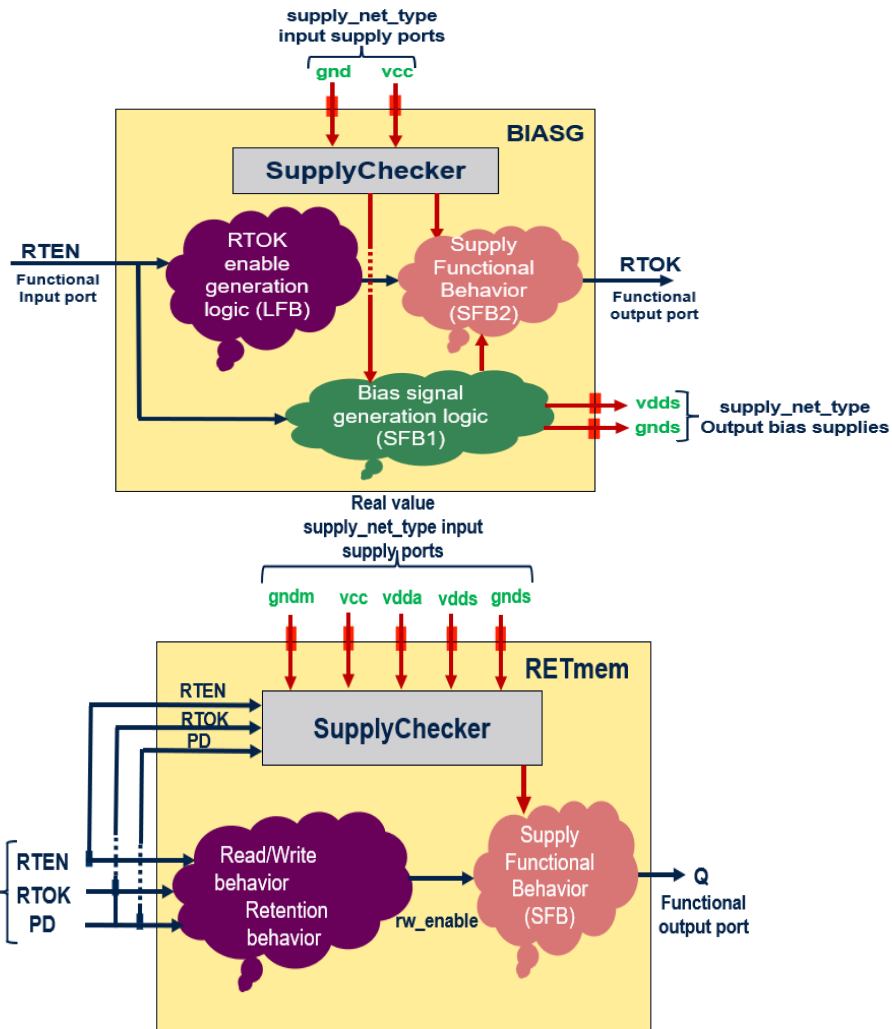 supply_net_type
input supply ports
gnd vcc
BIASG
SupplyChecker
RTEN
Functional
Input port
RTOK
enable
generation
logic (LFB)
Supply
Functional
Behavior
(SFB2)
RTOK
Functional
output port
Bias signal
generation logic
(SFB1)
vdds
gnds
supply_net_type
Output bias supplies
Real value
supply_net_type input
supply ports
gndm vcc vdda vdds gnds
RETmem
RTEN
RTOK
PD
SupplyChecker
RTEN
RTOK
PD
Read/Write
behavior
Retention
behavior
rw_enable
Supply
Functional
Behavior
(SFB)
Q
Functional
output port